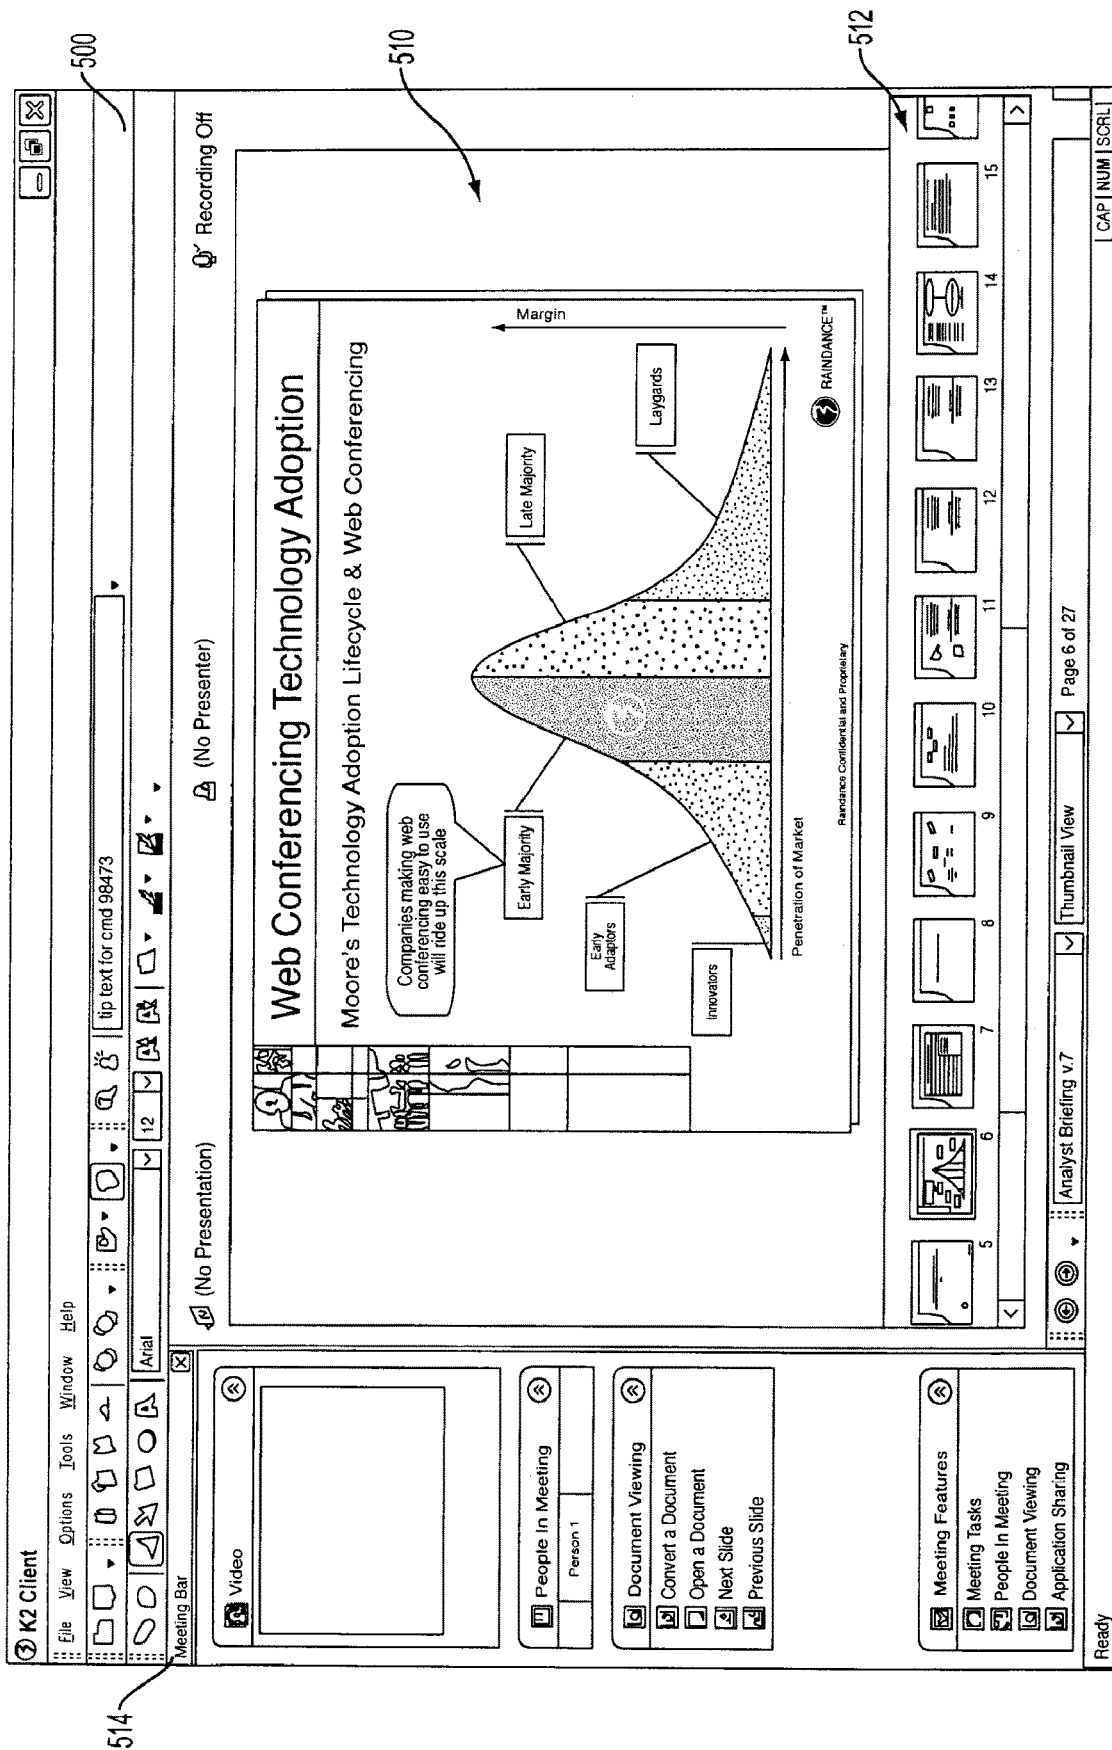 500
③ K2 Client
File View Options Tools Window Help
tip text for cmd 98473
Arial 12
514
Meeting Bar
(No Presentation) (No Presenter) Recording Off
Video
People In Meeting
Person 1
Document Viewing
Convert a Document
Open a Document
Next Slide
Previous Slide
Meeting Features
Meeting Tasks
People In Meeting
Document Viewing
Application Sharing
510
Web Conferencing Technology Adoption
Moore's Technology Adoption Lifecycle & Web Conferencing
Companies making web
conferencing easy to use
will ride up this scale
Early Majority
Late Majority
Early
Adaptors
Laygards
Innovators
Margin
Penetration of Market
RAINDANCE™
Raindance Confidential and Proprietary
512
5 6 7 8 9 10 11 12 13 14 15
Analyst Briefing v.7 Thumbnail View Page 6 of 27
Ready CAP NUM SCRL